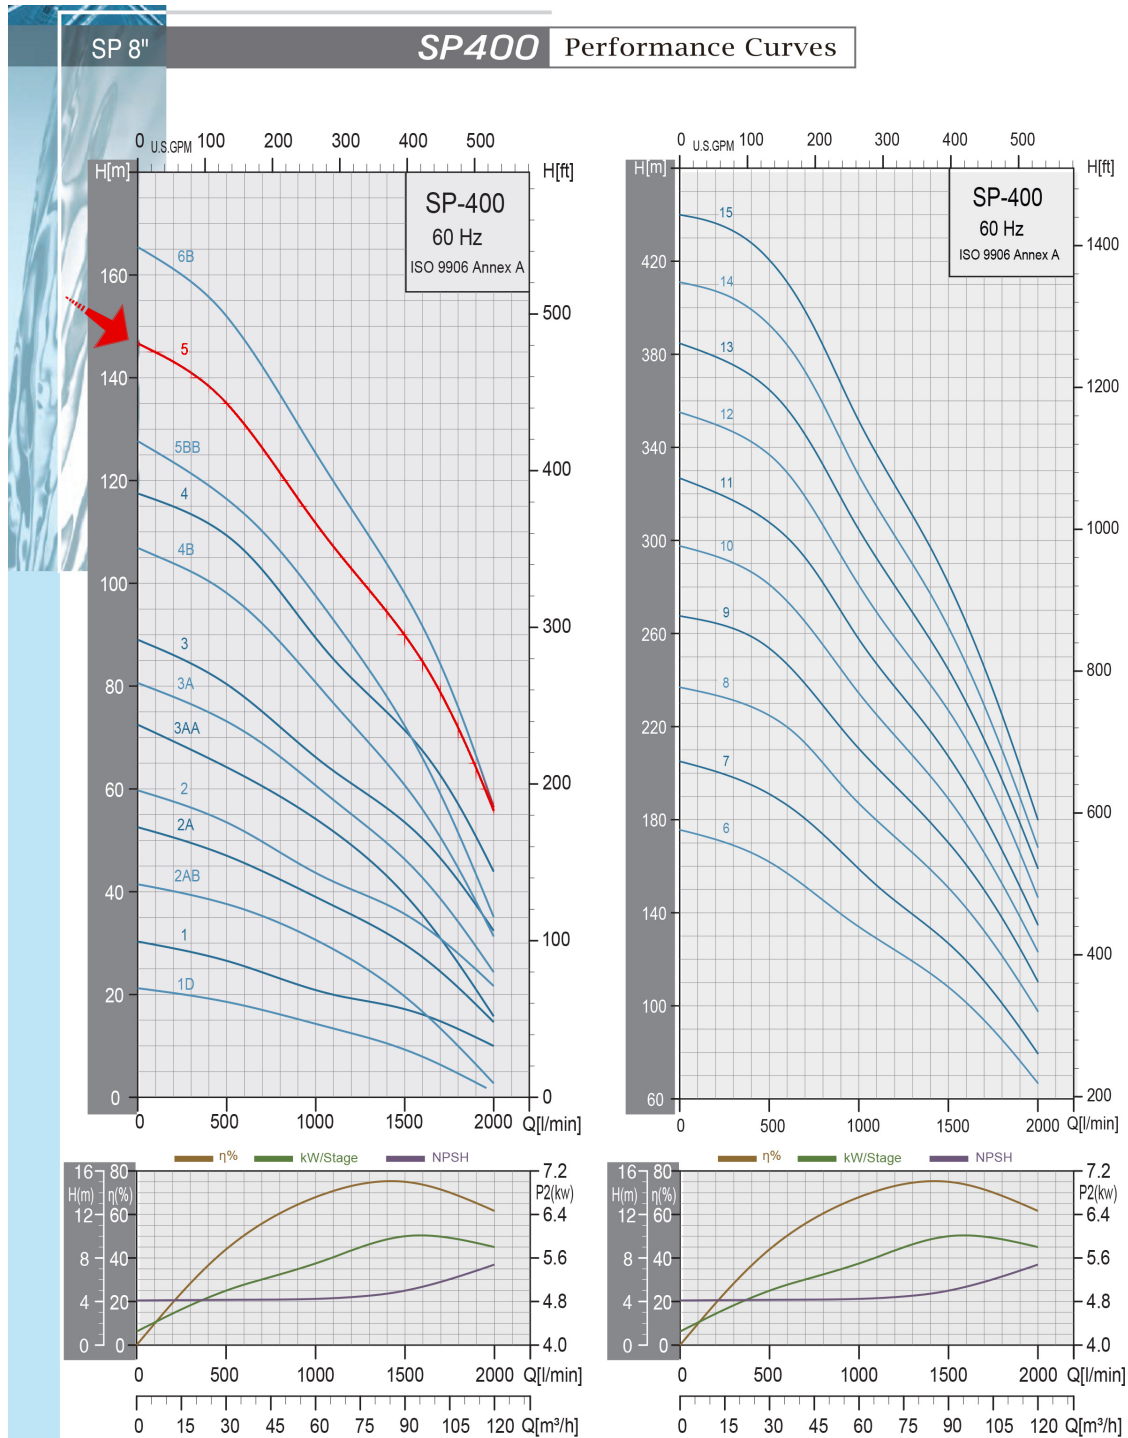 SP 8"
SP400
Performance Curves
0 U.S.GPM 100 200 300 400 500
H[m]
H[ft]
SP-400
60 Hz
ISO 9906 Annex A
160
140
120
100
80
60
40
20
0
500
400
300
200
100
0
6B
5
5BB
4
4B
3
3A
3AA
2
2A
2AB
1
1D
0 500 1000 1500 2000 Q[l/min]
0 U.S.GPM 100 200 300 400 500
H[m]
H[ft]
SP-400
60 Hz
ISO 9906 Annex A
420
380
340
300
260
220
180
140
100
60
1400
1200
1000
800
600
400
200
15
14
13
12
11
10
9
8
7
6
0 500 1000 1500 2000 Q[l/min]
η% kW/Stage NPSH
16 80 7.2
H(m) η(%) P2(kw)
12 60 6.4
8 40 5.6
4 20 4.8
0 0 4.0
0 500 1000 1500 2000 Q[l/min]
0 15 30 45 60 75 90 105 120 Q[m³/h]
η% kW/Stage NPSH
16 80 7.2
H(m) η(%) P2(kw)
12 60 6.4
8 40 5.6
4 20 4.8
0 0 4.0
0 500 1000 1500 2000 Q[l/min]
0 15 30 45 60 75 90 105 120 Q[m³/h]